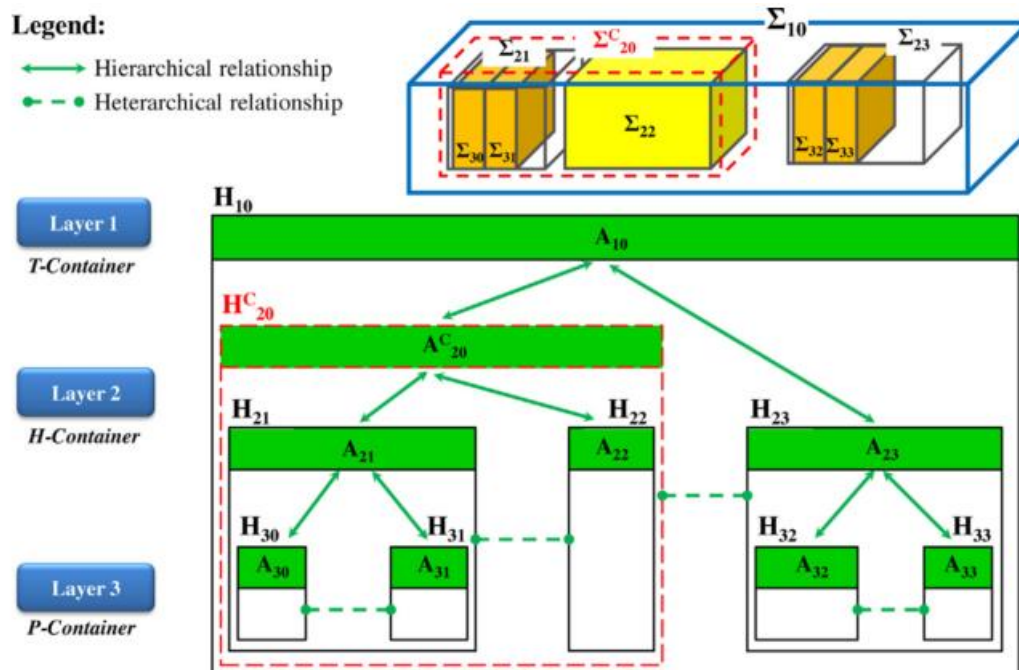 Legend:
Hierarchical relationship
Heterarchical relationship
Σ10
Σ21
ΣC20
Σ23
Σ22
Σ30
Σ31
Σ32
Σ33
Layer 1
T-Container
H10
A10
HC20
AC20
Layer 2
H-Container
H21
H22
H23
A21
A22
A23
H30
H31
H32
H33
A30
A31
A32
A33
Layer 3
P-Container